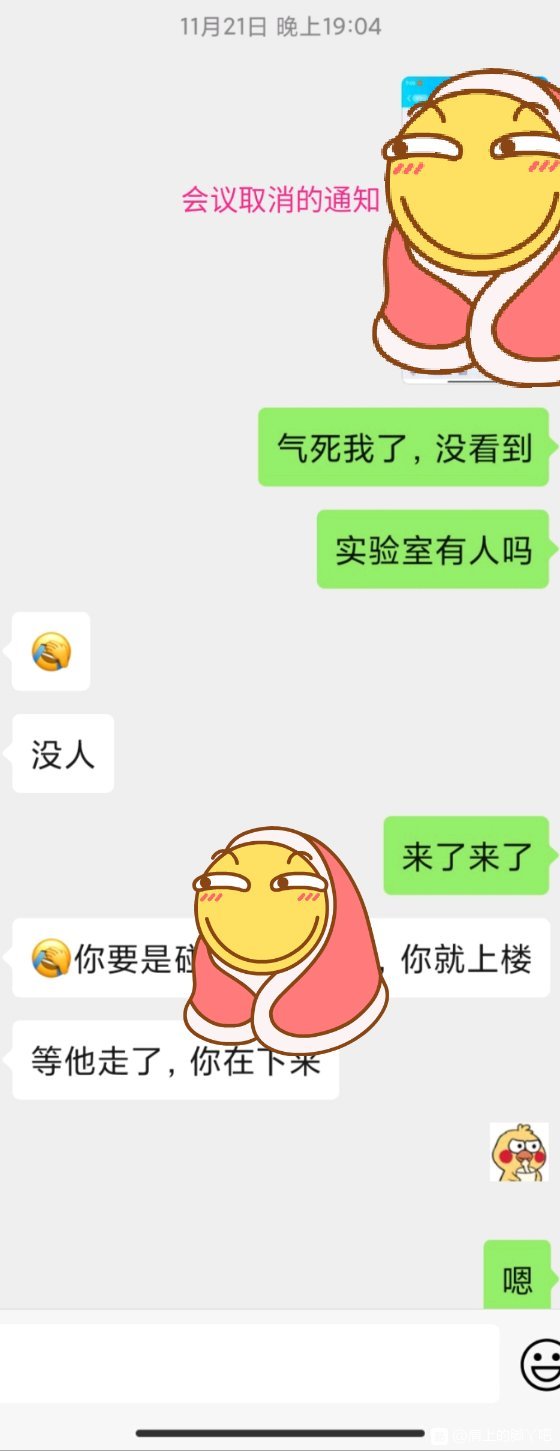 11月21日 晚上19:04
会议取消的通知
气死我了，没看到
实验室有人吗
没人
来了来了
你要是碰
，你就上楼
等他走了，你在下来
嗯